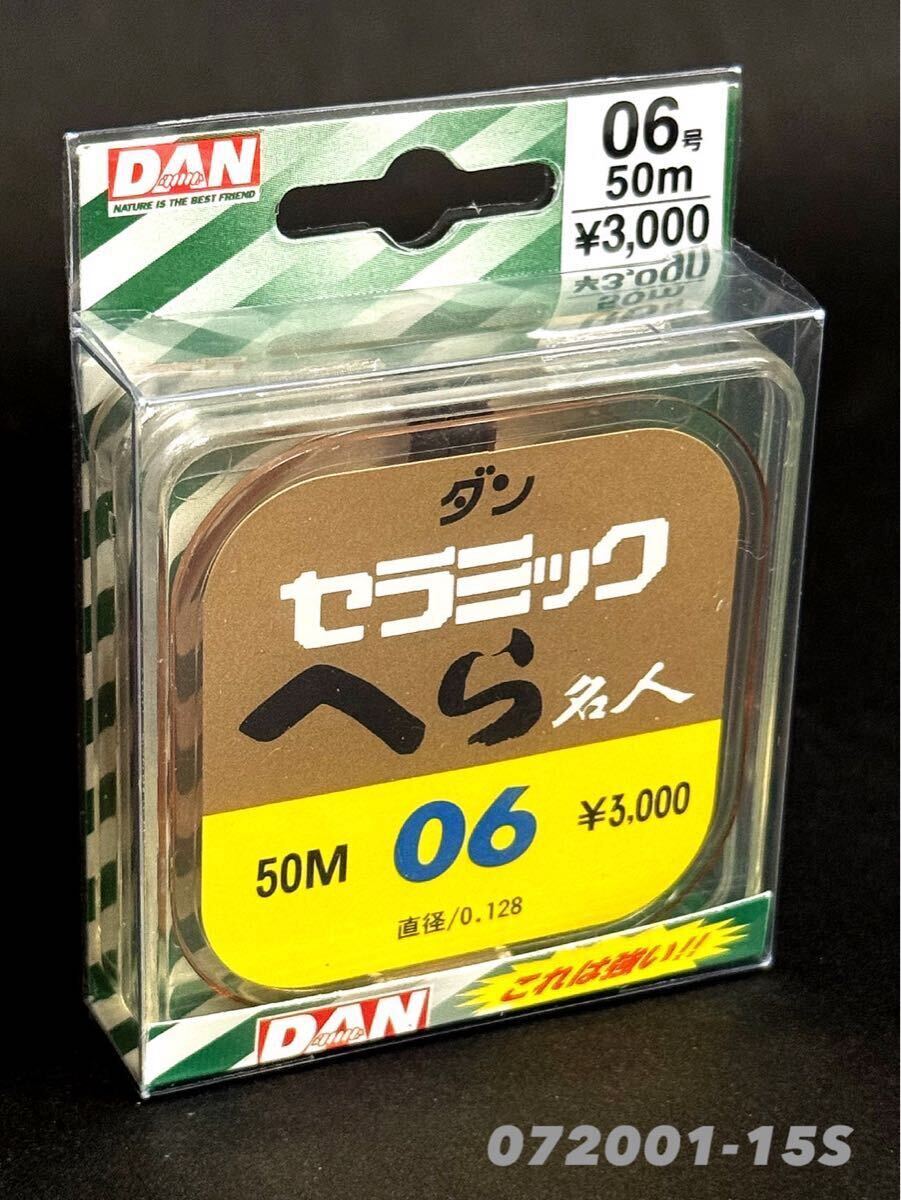 DAN
NATURE IS THE BEST FRIEND
06号
50m
¥3,000
ダン
セラミック
へら名人
50M 06 ¥3,000
直径/0.128
これは強い!!
DAN
072001-15S